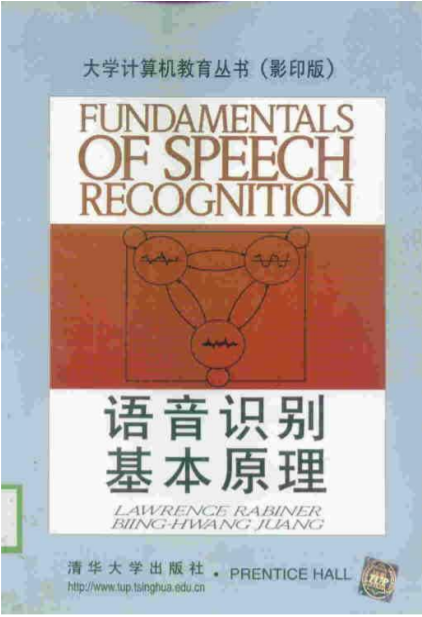 大学计算机教育丛书（影印版）
FUNDAMENTALS
OF SPEECH
RECOGNITION
语音识别
基本原理
LAWRENCE RABINER
BIING-HWANG JUANG
清华大学出版社 · PRENTICE HALL
http://www.tup.tsinghua.edu.cn
TUP